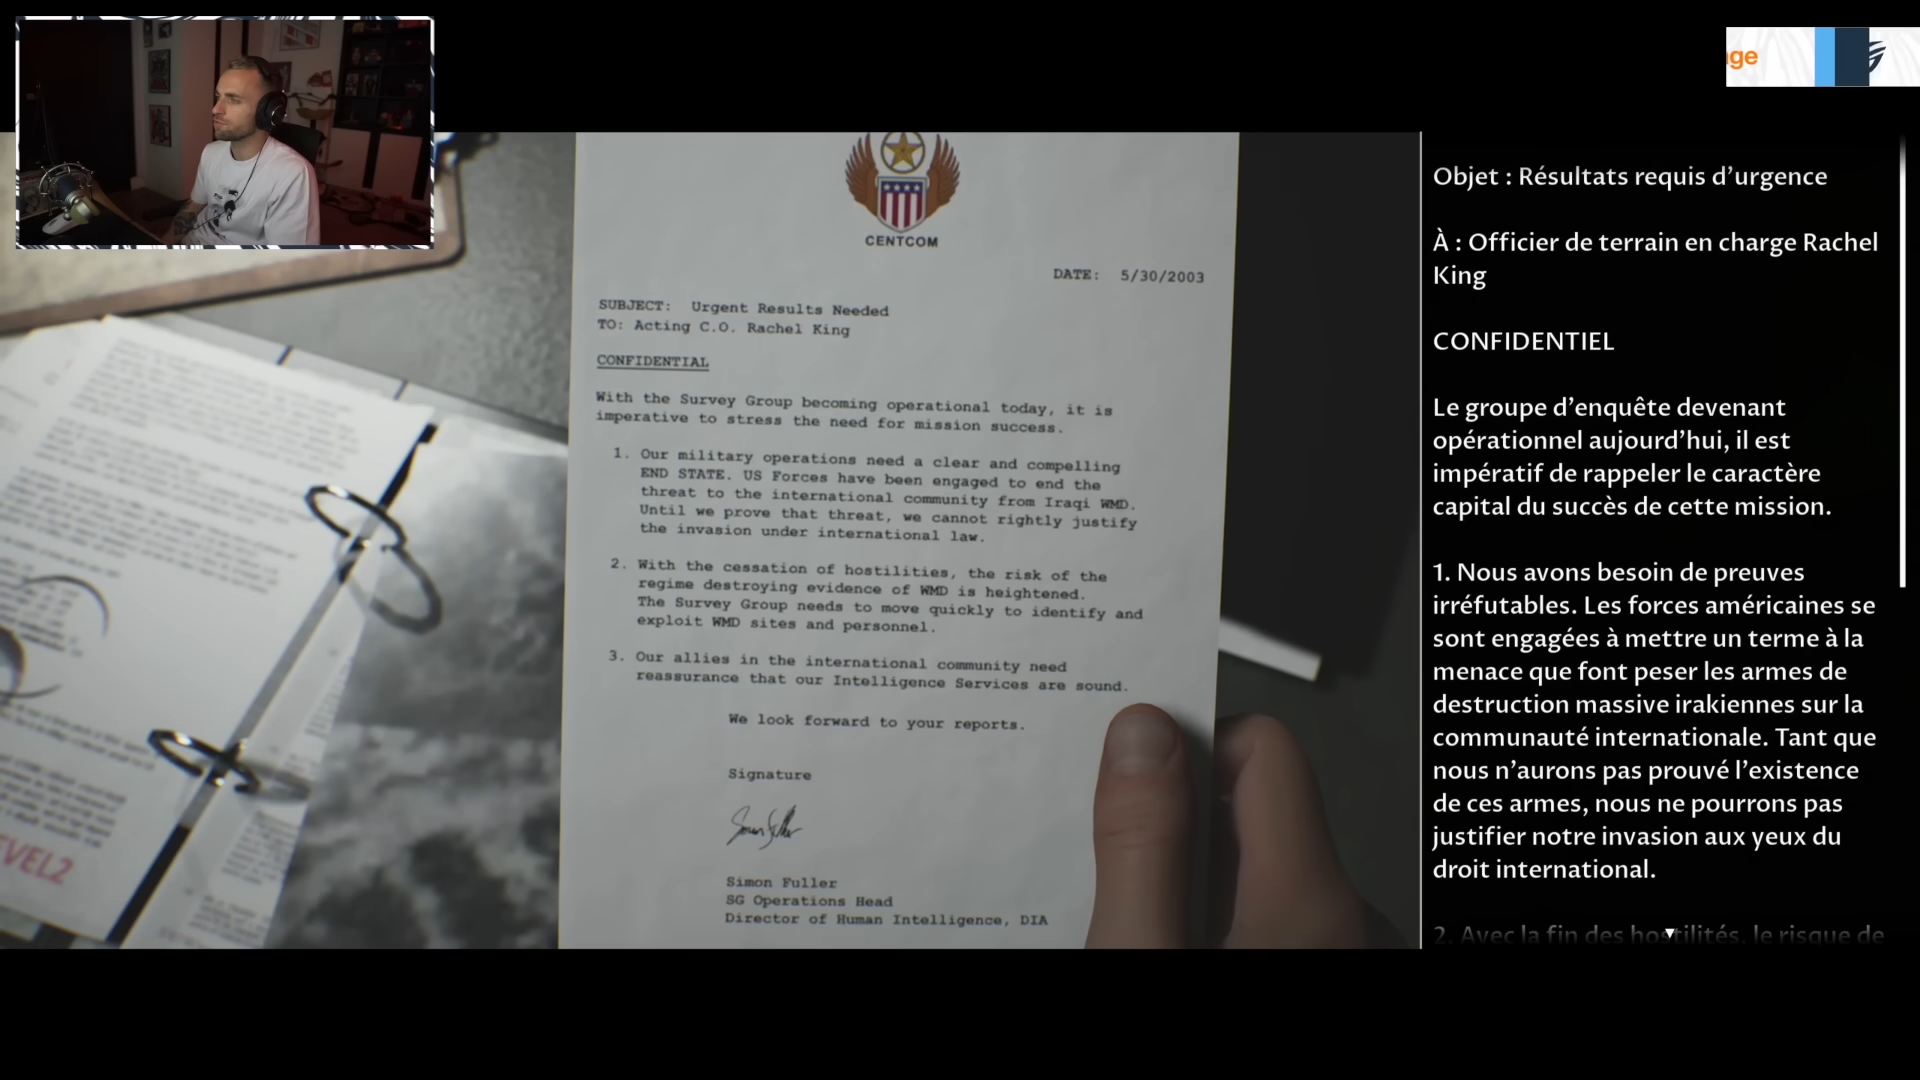 ge
CENTCOM
DATE: 5/30/2003
SUBJECT: Urgent Results Needed
TO: Acting C.O. Rachel King
CONFIDENTIAL
With the Survey Group becoming operational today, it is
imperative to stress the need for mission success.
1. Our military operations need a clear and compelling
END STATE. US Forces have been engaged to end the
threat to the international community from Iraqi WMD.
Until we prove that threat, we cannot rightly justify
the invasion under international law.
2. With the cessation of hostilities, the risk of the
regime destroying evidence of WMD is heightened.
The Survey Group needs to move quickly to identify and
exploit WMD sites and personnel.
3. Our allies in the international community need
reassurance that our Intelligence Services are sound.
We look forward to your reports.
Signature
Simon Fuller
SG Operations Head
Director of Human Intelligence, DIA
EVEL2
Objet : Résultats requis d'urgence
À : Officier de terrain en charge Rachel
King
CONFIDENTIEL
Le groupe d'enquête devenant
opérationnel aujourd'hui, il est
impératif de rappeler le caractère
capital du succès de cette mission.
1. Nous avons besoin de preuves
irréfutables. Les forces américaines se
sont engagées à mettre un terme à la
menace que font peser les armes de
destruction massive irakiennes sur la
communauté internationale. Tant que
nous n'aurons pas prouvé l'existence
de ces armes, nous ne pourrons pas
justifier notre invasion aux yeux du
droit international.
2. Avec la fin des hostilités, le risque de